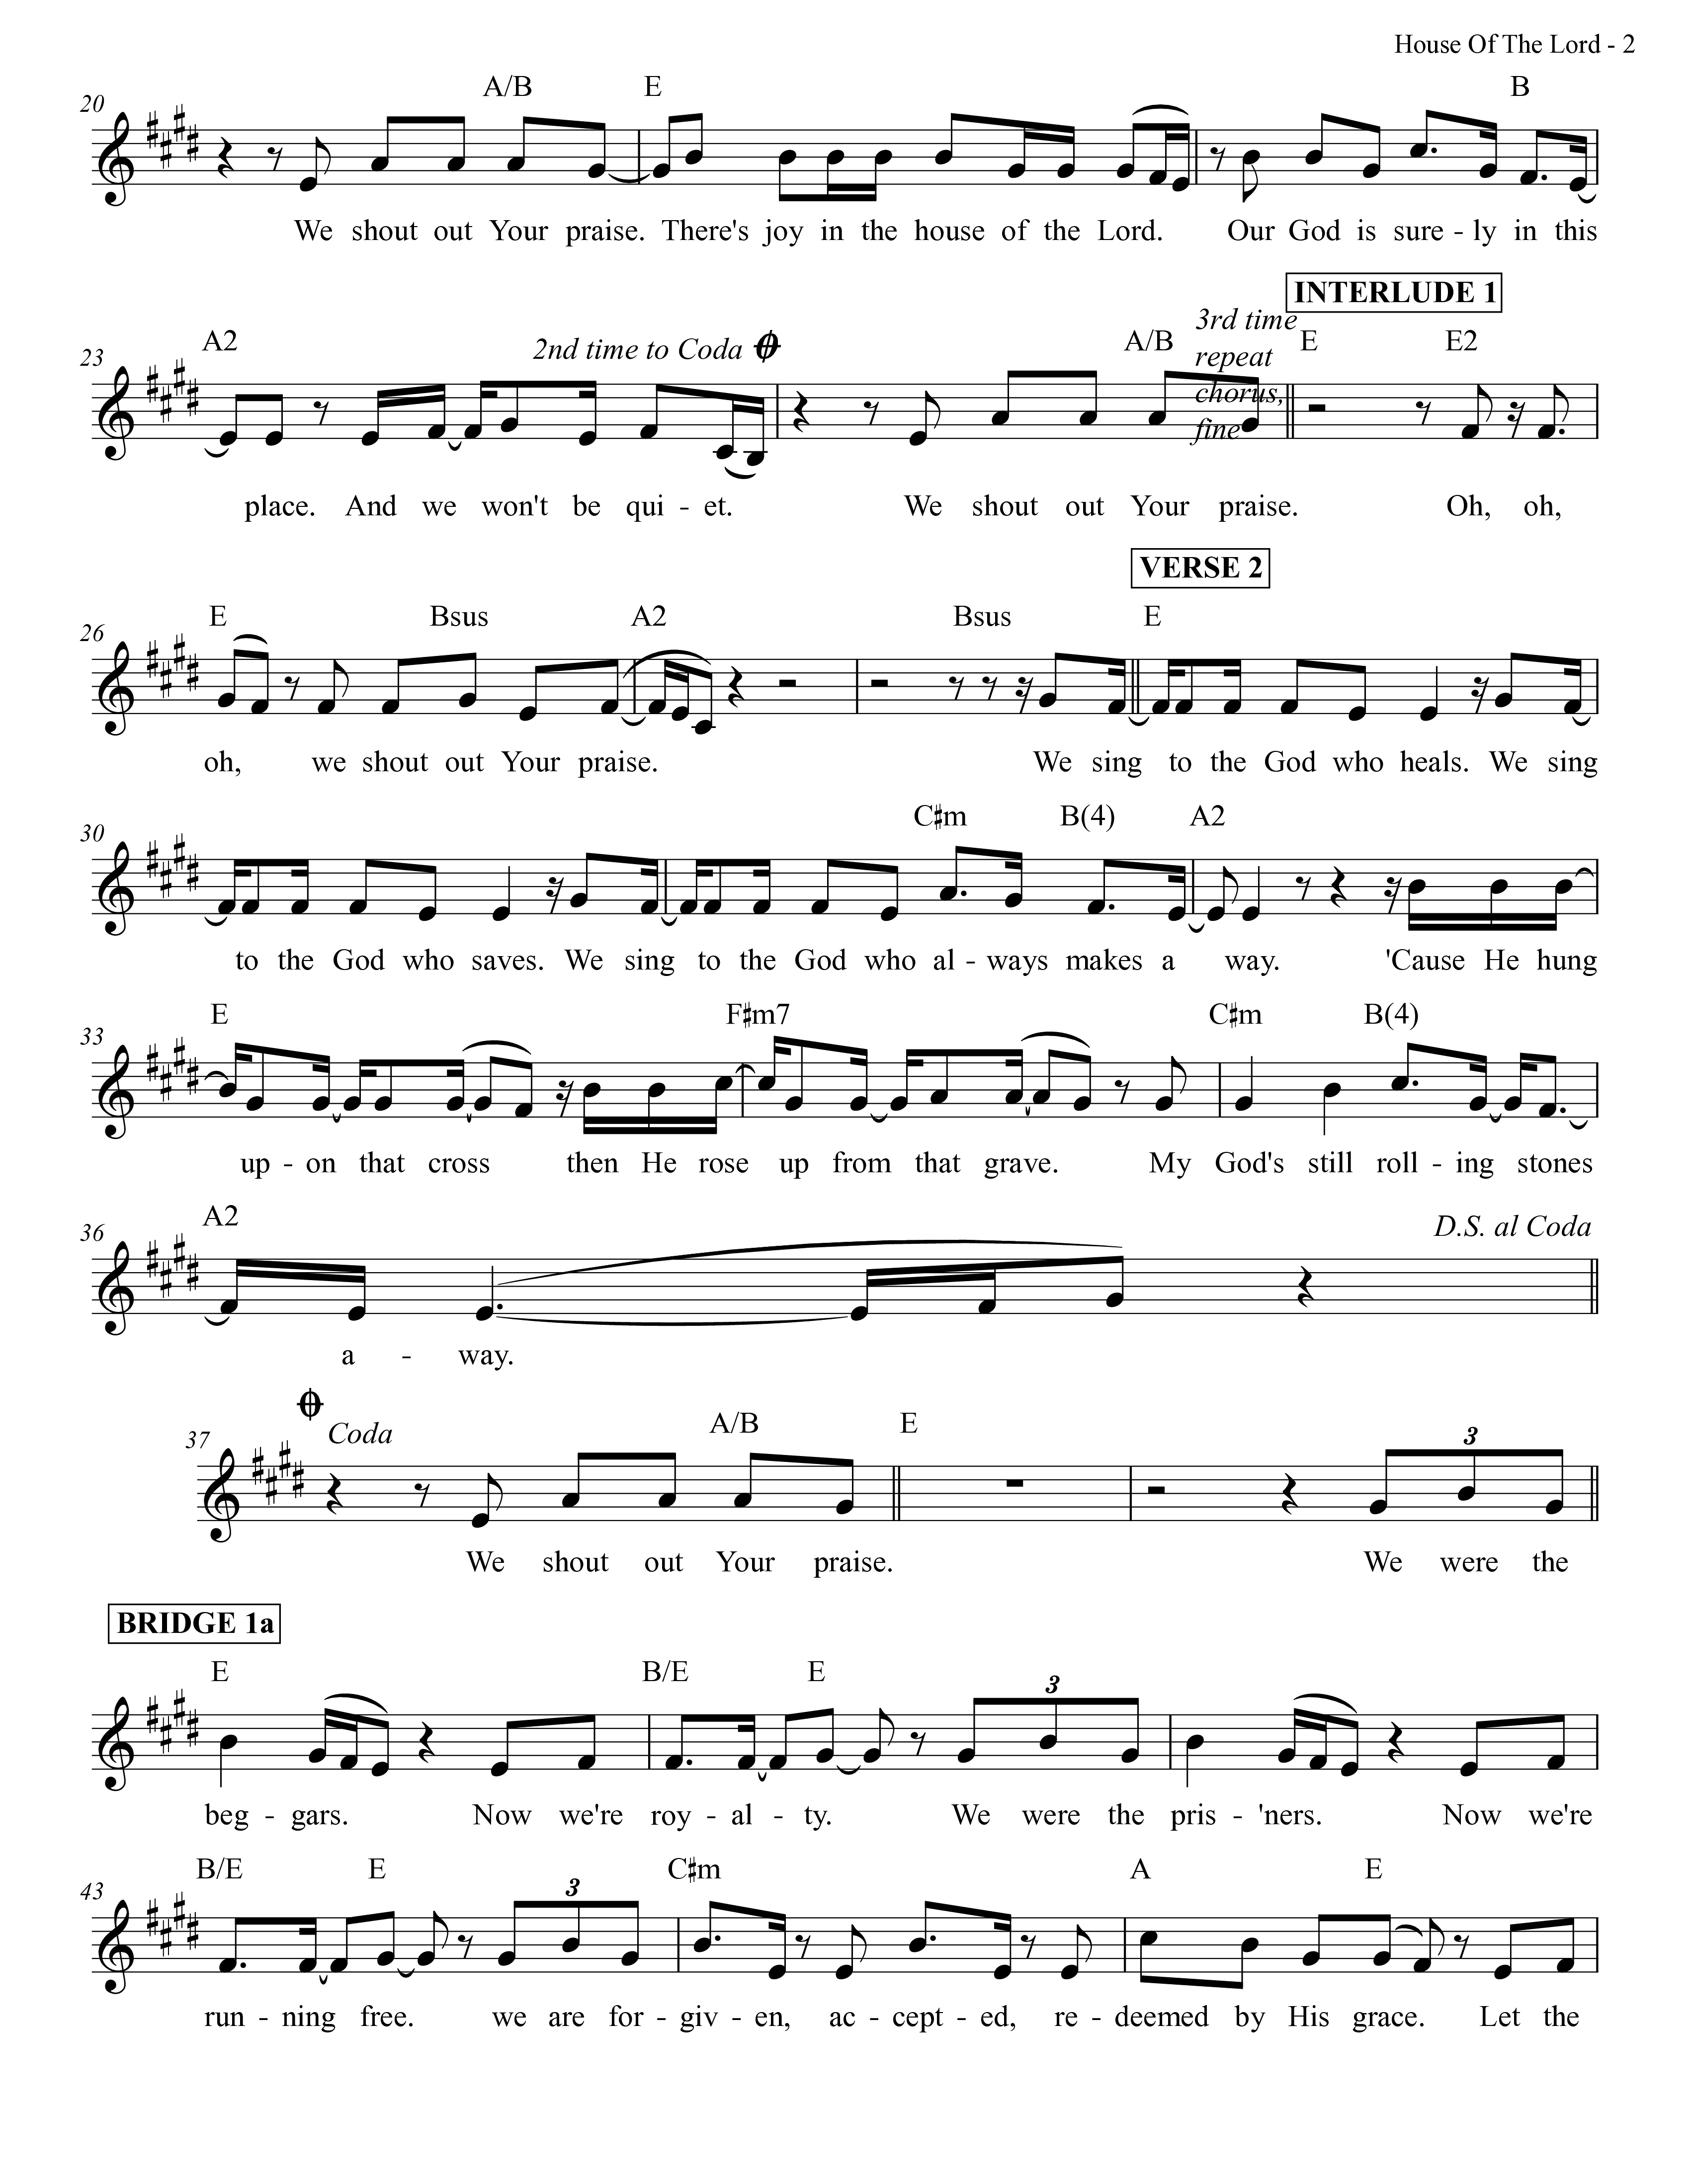 House Of The Lord - 2
A/B E B
20
We shout out Your praise. There's joy in the house of the Lord. Our God is sure - ly in this
INTERLUDE 1
3rd time
repeat
chorus,
fine
A2 2nd time to Coda A/B E E2
23
place. And we won't be qui - et. We shout out Your praise. Oh, oh,
VERSE 2
E Bsus A2 Bsus E
26
oh, we shout out Your praise. We sing to the God who heals. We sing
C♯m B(4) A2
30
to the God who saves. We sing to the God who al - ways makes a way. 'Cause He hung
E F♯m7 C♯m B(4)
33
up - on that cross then He rose up from that grave. My God's still roll - ing stones
A2 D.S. al Coda
36
a - way.
Coda A/B E
37
3
We shout out Your praise. We were the
BRIDGE 1a
E B/E E
3
beg - gars. Now we're roy - al - ty. We were the pris - 'ners. Now we're
B/E E C♯m A E
43
3
run - ning free. we are for - giv - en, ac - cept - ed, re - deemed by His grace. Let the